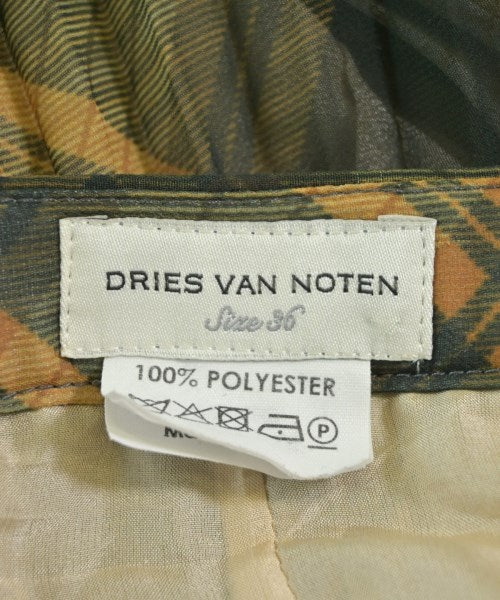 DRIES VAN NOTEN
Size 36
100% POLYESTER
P